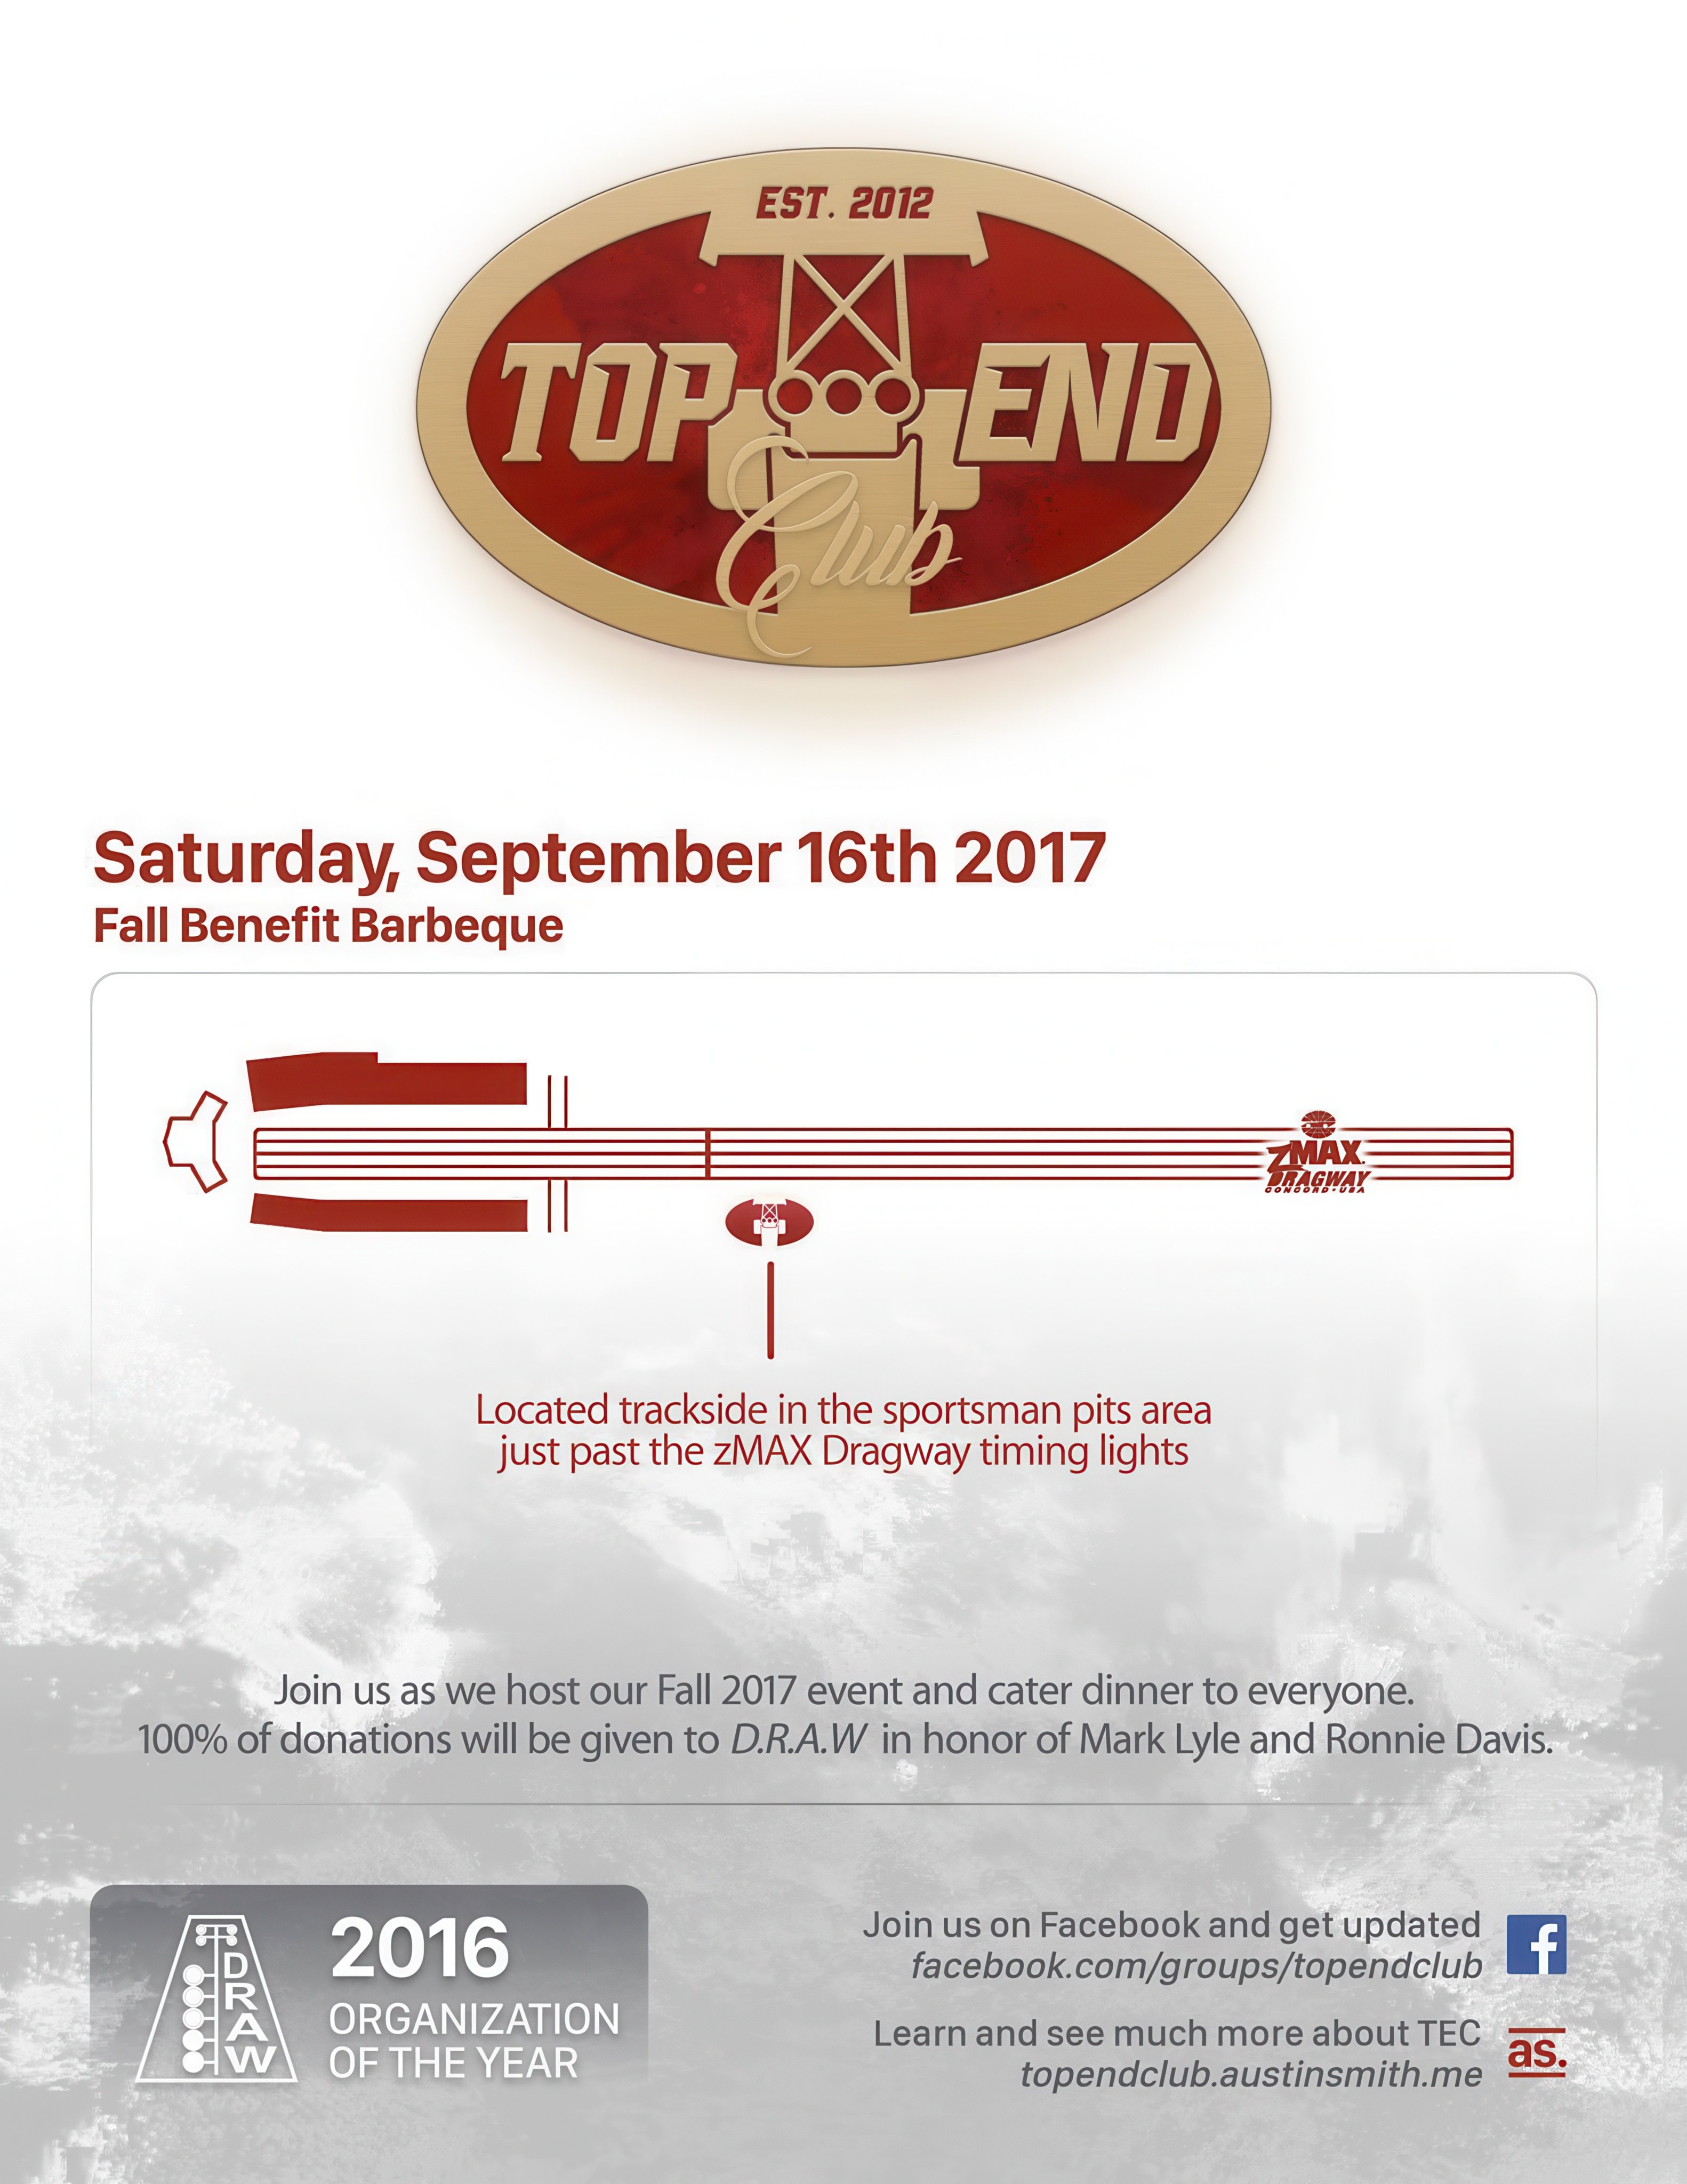 EST. 2012
TOP END
Club
Saturday, September 16th 2017
Fall Benefit Barbeque
zMAX.
DRAGWAY
CONCORD • USA
Located trackside in the sportsman pits area
just past the zMAX Dragway timing lights
Join us as we host our Fall 2017 event and cater dinner to everyone.
100% of donations will be given to D.R.A.W in honor of Mark Lyle and Ronnie Davis.
DRAW
2016
ORGANIZATION
OF THE YEAR
Join us on Facebook and get updated
facebook.com/groups/topendclub
f
Learn and see much more about TEC
topendclub.austinsmith.me
as.